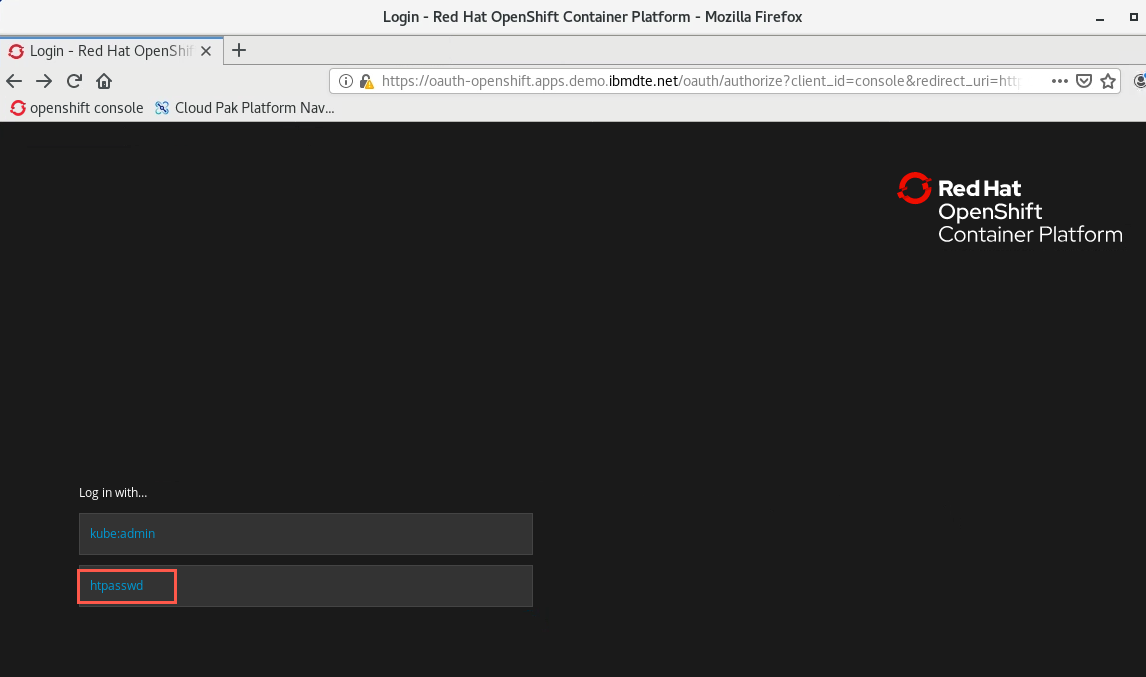 Login - Red Hat OpenShift Container Platform - Mozilla Firefox
Login - Red Hat OpenShif
https://oauth-openshift.apps.demo.ibmdte.net/oauth/authorize?client_id=console&redirect_uri=http
openshift console Cloud Pak Platform Nav...
Red Hat
OpenShift
Container Platform
Log in with...
kube:admin
htpasswd